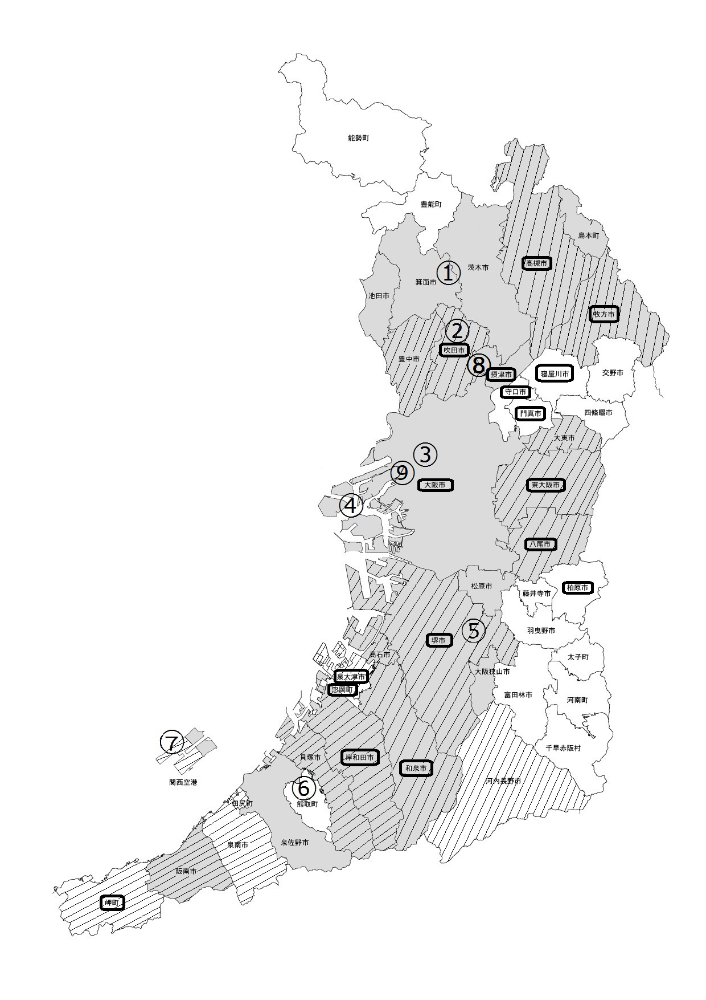 能勢町
豊能町
島本町
高槻市
茨木市
①
箕面市
池田市
枚方市
②
吹田市
豊中市
⑧
摂津市
寝屋川市
交野市
守口市
門真市
四條畷市
大東市
③
⑨
大阪市
東大阪市
④
八尾市
松原市
柏原市
藤井寺市
⑤
羽曳野市
堺市
高石市
太子町
大阪狭山市
泉大津市
忠岡町
富田林市
河南町
⑦
千早赤阪村
貝塚市
岸和田市
和泉市
関西空港
河内長野市
⑥
田尻町
熊取町
泉南市
泉佐野市
阪南市
岬町